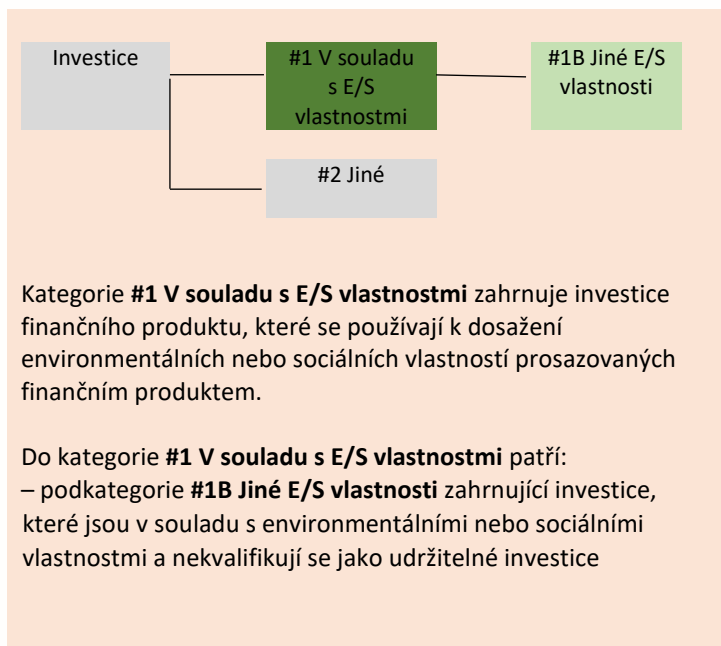 Investice
#1 V souladu
s E/S
vlastnostmi
#1B Jiné E/S
vlastnosti
#2 Jiné
Kategorie #1 V souladu s E/S vlastnostmi zahrnuje investice
finančního produktu, které se používají k dosažení
environmentálních nebo sociálních vlastností prosazovaných
finančním produktem.
Do kategorie #1 V souladu s E/S vlastnostmi patří:
– podkategorie #1B Jiné E/S vlastnosti zahrnující investice,
které jsou v souladu s environmentálními nebo sociálními
vlastnostmi a nekvalifikují se jako udržitelné investice